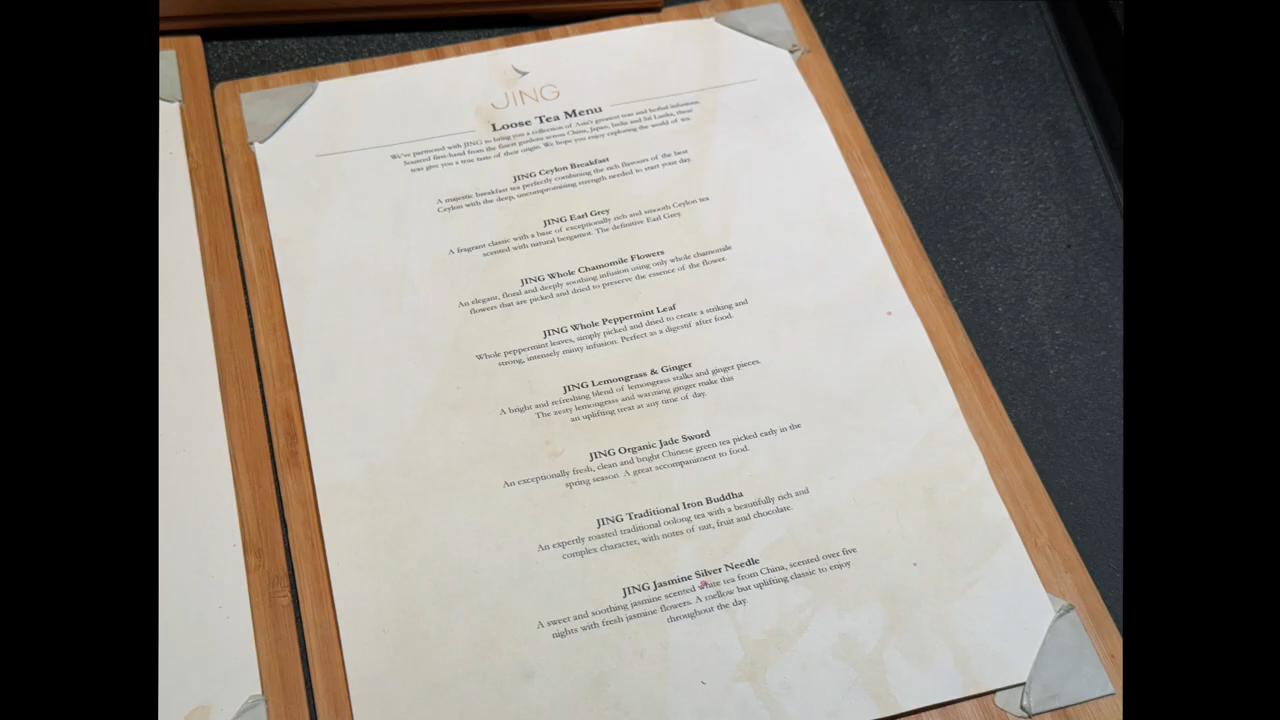 JING
Loose Tea Menu
We've partnered with JING to bring you a collection of Asia's greatest teas and herbal infusions.
Sourced first-hand from the finest gardens across China, Japan, India and Sri Lanka, these
teas give you a true taste of their origin. We hope you enjoy exploring the world of tea.
JING Ceylon Breakfast
A majestic breakfast tea perfectly combining the rich flavours of the best
Ceylon with the deep, uncompromising strength needed to start your day.
JING Earl Grey
A fragrant classic with a base of exceptionally rich and smooth Ceylon tea
scented with natural bergamot. The definitive Earl Grey.
JING Whole Chamomile Flowers
An elegant, floral and deeply soothing infusion using only whole chamomile
flowers that are picked and dried to preserve the essence of the flower.
JING Whole Peppermint Leaf
Whole peppermint leaves, simply picked and dried to create a striking and
strong, intensely minty infusion. Perfect as a digestif after food.
JING Lemongrass & Ginger
A bright and refreshing blend of lemongrass stalks and ginger pieces.
The zesty lemongrass and warming ginger make this
an uplifting treat at any time of day.
JING Organic Jade Sword
An exceptionally fresh, clean and bright Chinese green tea picked early in the
spring season. A great accompaniment to food.
JING Traditional Iron Buddha
An expertly roasted traditional oolong tea with a beautifully rich and
complex character, with notes of nut, fruit and chocolate.
JING Jasmine Silver Needle
A sweet and soothing jasmine scented white tea from China, scented over five
nights with fresh jasmine flowers. A mellow but uplifting classic to enjoy
throughout the day.